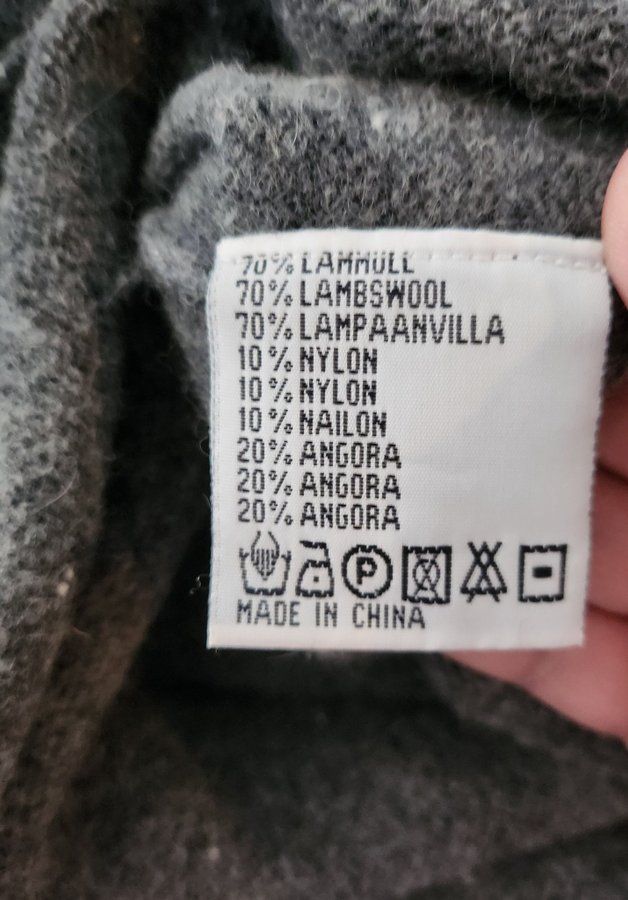 70% LAMMULL
70% LAMBSWOOL
70% LAMPAANVILLA
10% NYLON
10% NYLON
10% NAILON
20% ANGORA
20% ANGORA
20% ANGORA
P
MADE IN CHINA